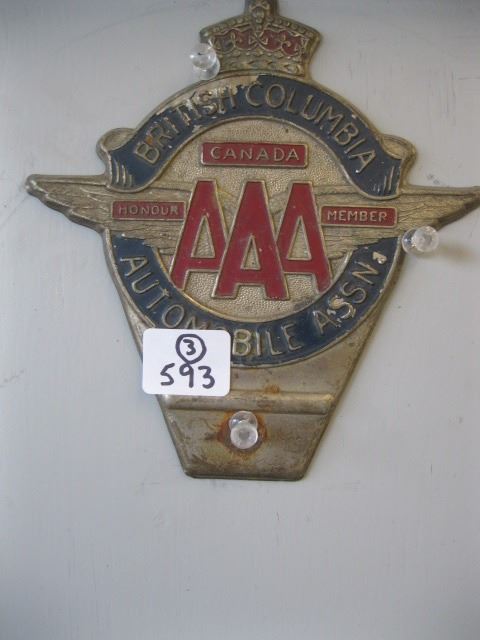 BRITISH COLUMBIA
CANADA
HONOUR
AAA
MEMBER
AUTOMOBILE ASSN.
3
593